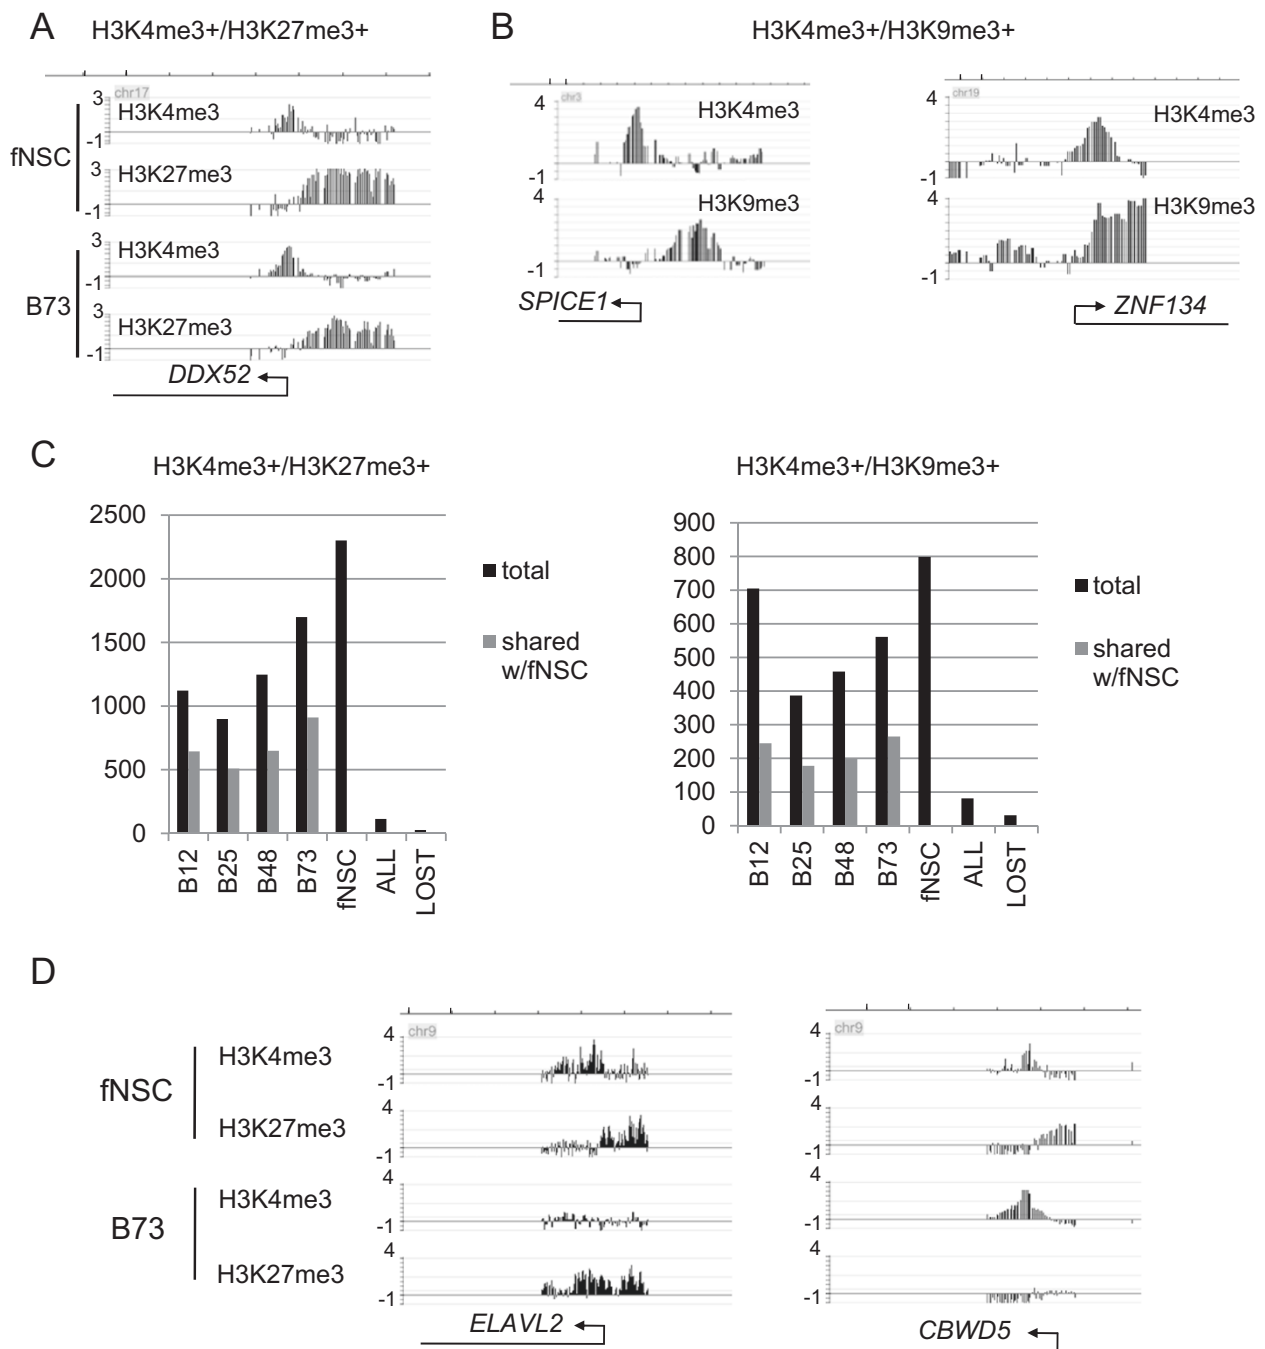 A
H3K4me3+/H3K27me3+
B
H3K4me3+/H3K9me3+
chr17
3
H3K4me3
-1
fNSC
3
H3K27me3
-1
3
H3K4me3
-1
B73
3
H3K27me3
-1
DDX52
chr3
4
H3K4me3
-1
4
H3K9me3
-1
SPICE1
chr19
4
H3K4me3
-1
4
H3K9me3
-1
ZNF134
C
H3K4me3+/H3K27me3+
2500
2000
1500
1000
500
0
B12
B25
B48
B73
fNSC
ALL
LOST
total
shared
w/fNSC
H3K4me3+/H3K9me3+
900
800
700
600
500
400
300
200
100
0
B12
B25
B48
B73
fNSC
ALL
LOST
total
shared
w/fNSC
D
fNSC
H3K4me3
H3K27me3
B73
H3K4me3
H3K27me3
chr9
4
-1
4
-1
4
-1
4
-1
ELAVL2
chr9
4
-1
4
-1
4
-1
4
-1
CBWD5